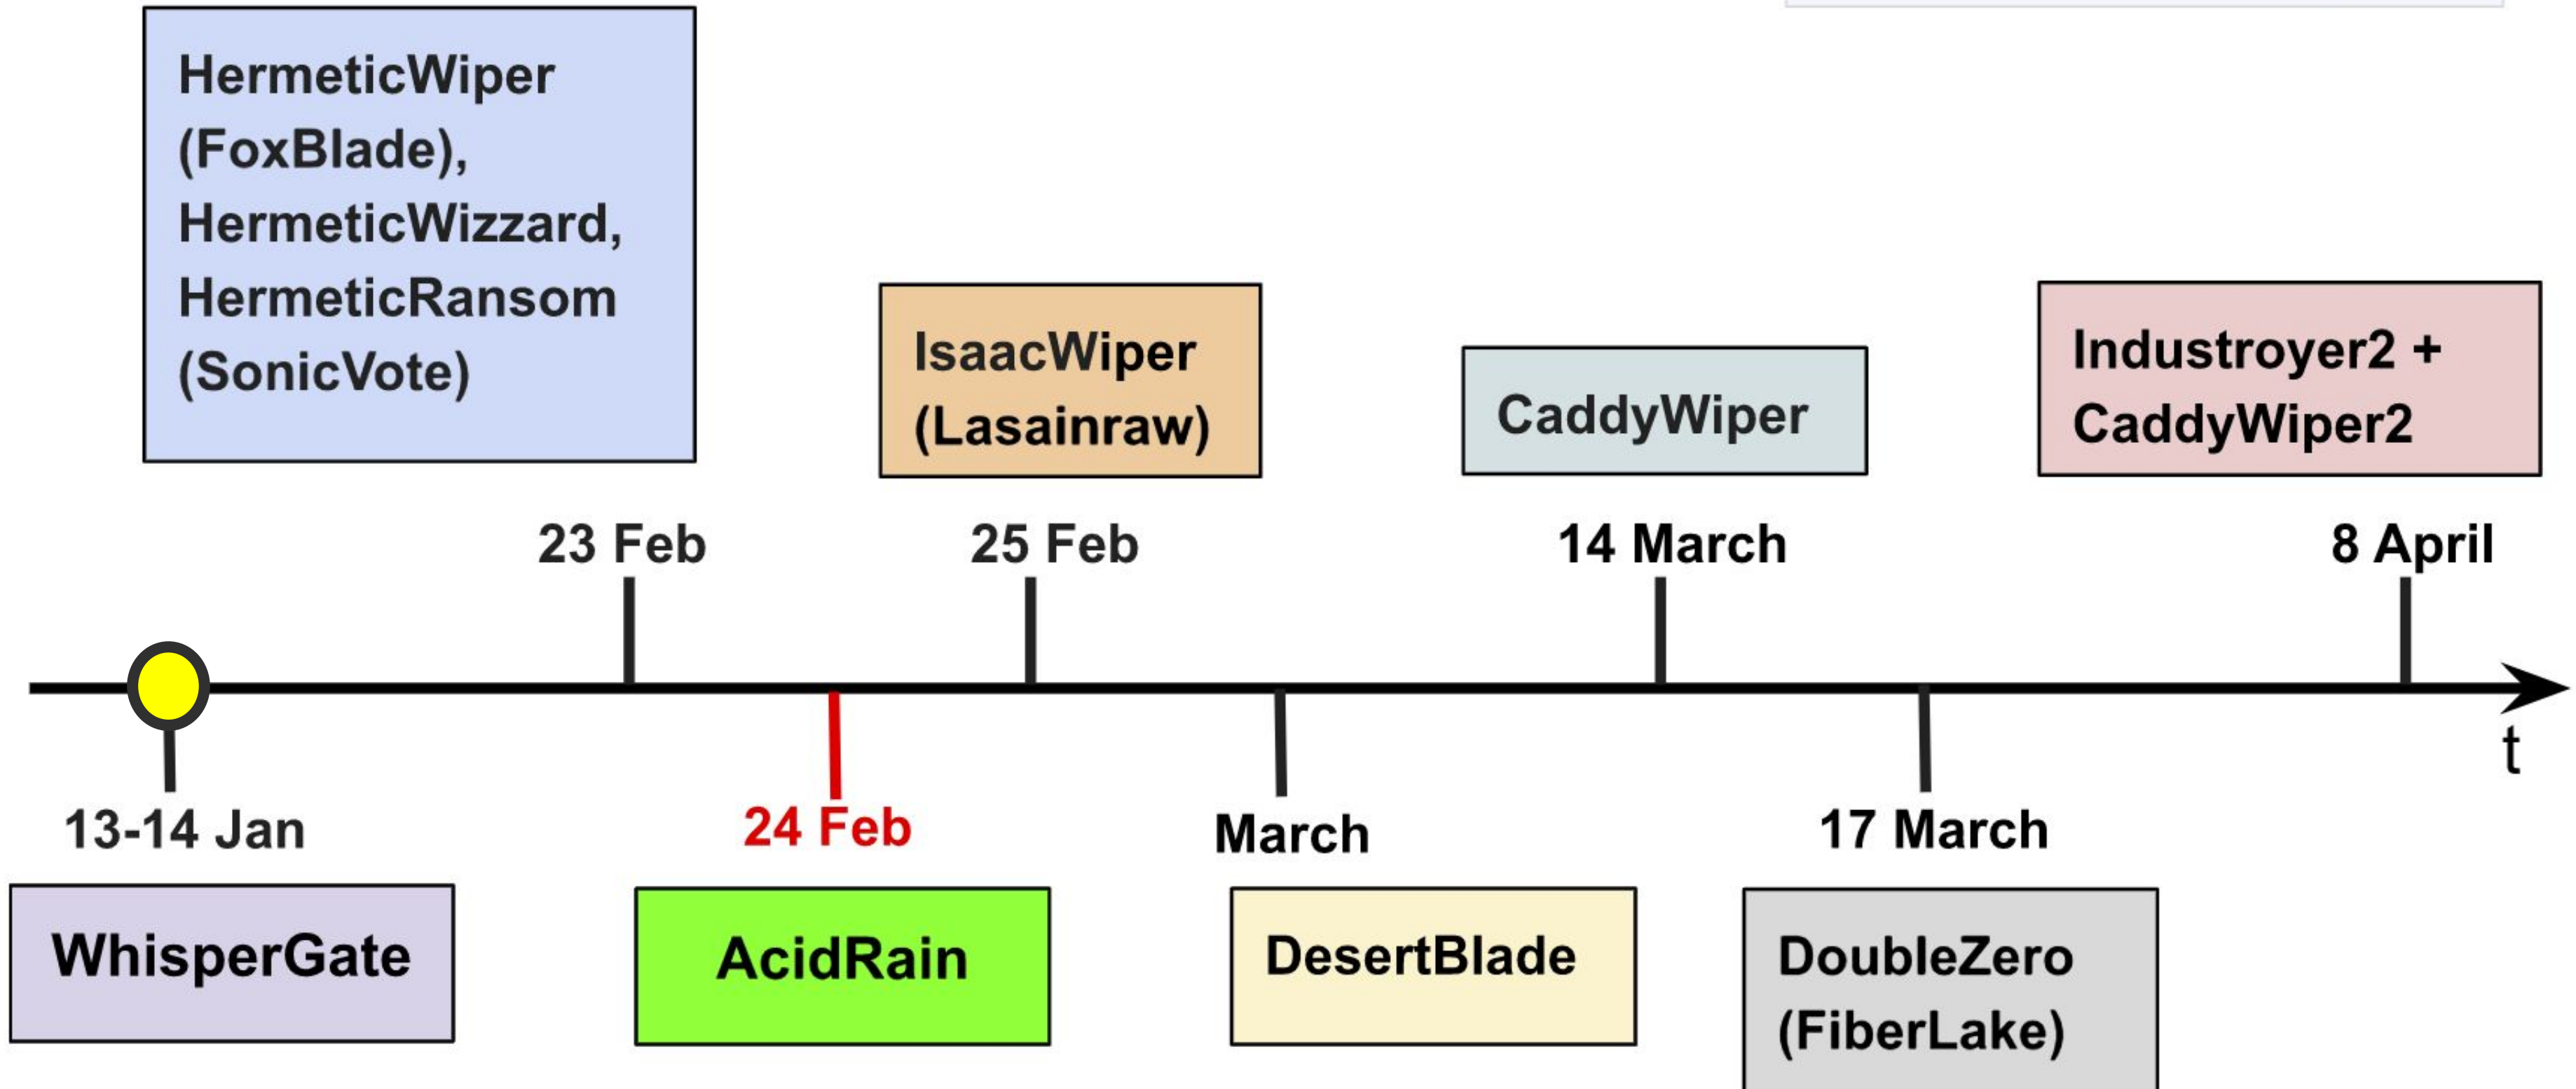 HermeticWiper
(FoxBlade),
HermeticWizzard,
HermeticRansom
(SonicVote)
IsaacWiper
(Lasainraw)
CaddyWiper
Industroyer2 +
CaddyWiper2
23 Feb
25 Feb
14 March
8 April
t
13-14 Jan
24 Feb
March
17 March
WhisperGate
AcidRain
DesertBlade
DoubleZero
(FiberLake)